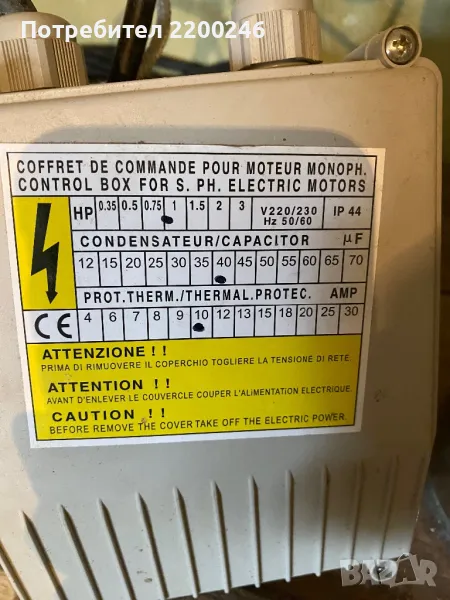 Потребител 2200246
COFFRET DE COMMANDE POUR MOTEUR MONOPH.
CONTROL BOX FOR S. PH. ELECTRIC MOTORS
HP 0.35 0.5 0.75 1 1.5 2 3 V220/230 Hz 50/60 IP 44
CONDENSATEUR/CAPACITOR µF
12 15 20 25 30 35 40 45 50 55 60 65 70
PROT.THERM./THERMAL.PROTEC. AMP
CE 4 6 7 8 9 10 12 13 15 18 20 25 30
ATTENZIONE ! !
PRIMA DI RIMUOVERE IL COPERCHIO TOGLIERE LA TENSIONE DI RETE.
ATTENTION ! !
AVANT D'ENLEVER LE COUVERCLE COUPER L'ALIMENTATION ELECTRIQUE.
CAUTION ! !
BEFORE REMOVE THE COVER TAKE OFF THE ELECTRIC POWER.
BAZAR